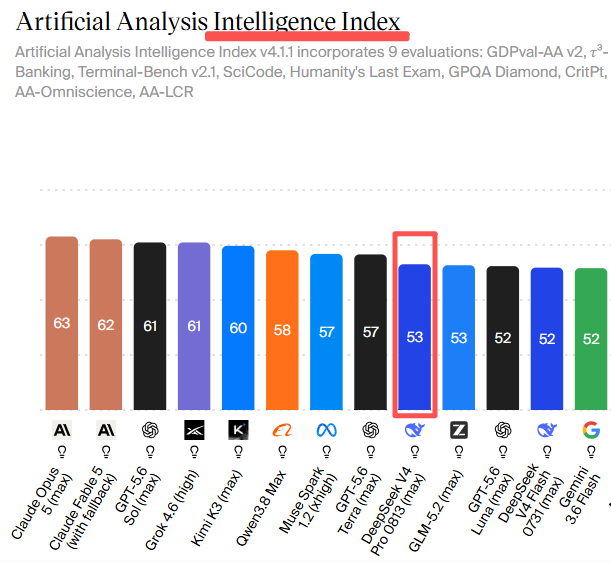 Artificial Analysis Intelligence Index
Artificial Analysis Intelligence Index v4.1.1 incorporates 9 evaluations: GDPval-AA v2, τ³-
Banking, Terminal-Bench v2.1, SciCode, Humanity's Last Exam, GPQA Diamond, CritPt,
AA-Omniscience, AA-LCR
63
62
61
61
60
58
57
57
53
53
52
52
52
Claude Opus
5 (max)
Claude Fable 5
(with fallback)
GPT-5.6
Sol (max)
Grok 4.6 (high)
Kimi K3 (max)
Qwen3.8 Max
Muse Spark
1.2 (xhigh)
GPT-5.6
Terra (max)
DeepSeek V4
Pro 0813 (max)
GLM-5.2 (max)
GPT-5.6
Luna (max)
DeepSeek
V4 Flash
0731 (max)
Gemini
3.6 Flash